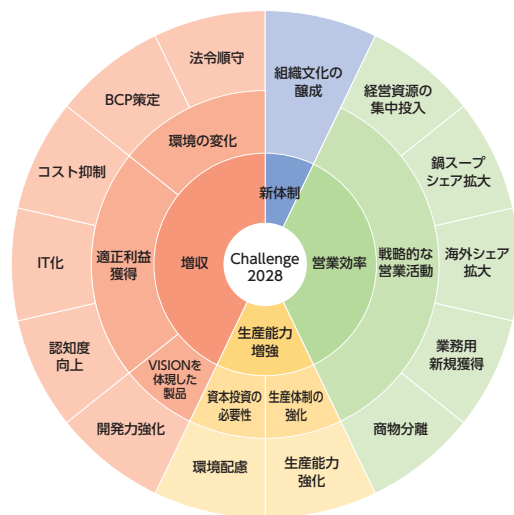 Challenge
2028
新体制
営業効率
生産能力
増強
増収
組織文化の
醸成
戦略的な
営業活動
経営資源の
集中投入
鍋スープ
シェア拡大
海外シェア
拡大
業務用
新規獲得
商物分離
生産体制の
強化
資本投資の
必要性
生産能力
強化
環境配慮
VISIONを
体現した
製品
適正利益
獲得
環境の変化
開発力強化
認知度
向上
IT化
コスト抑制
BCP策定
法令順守